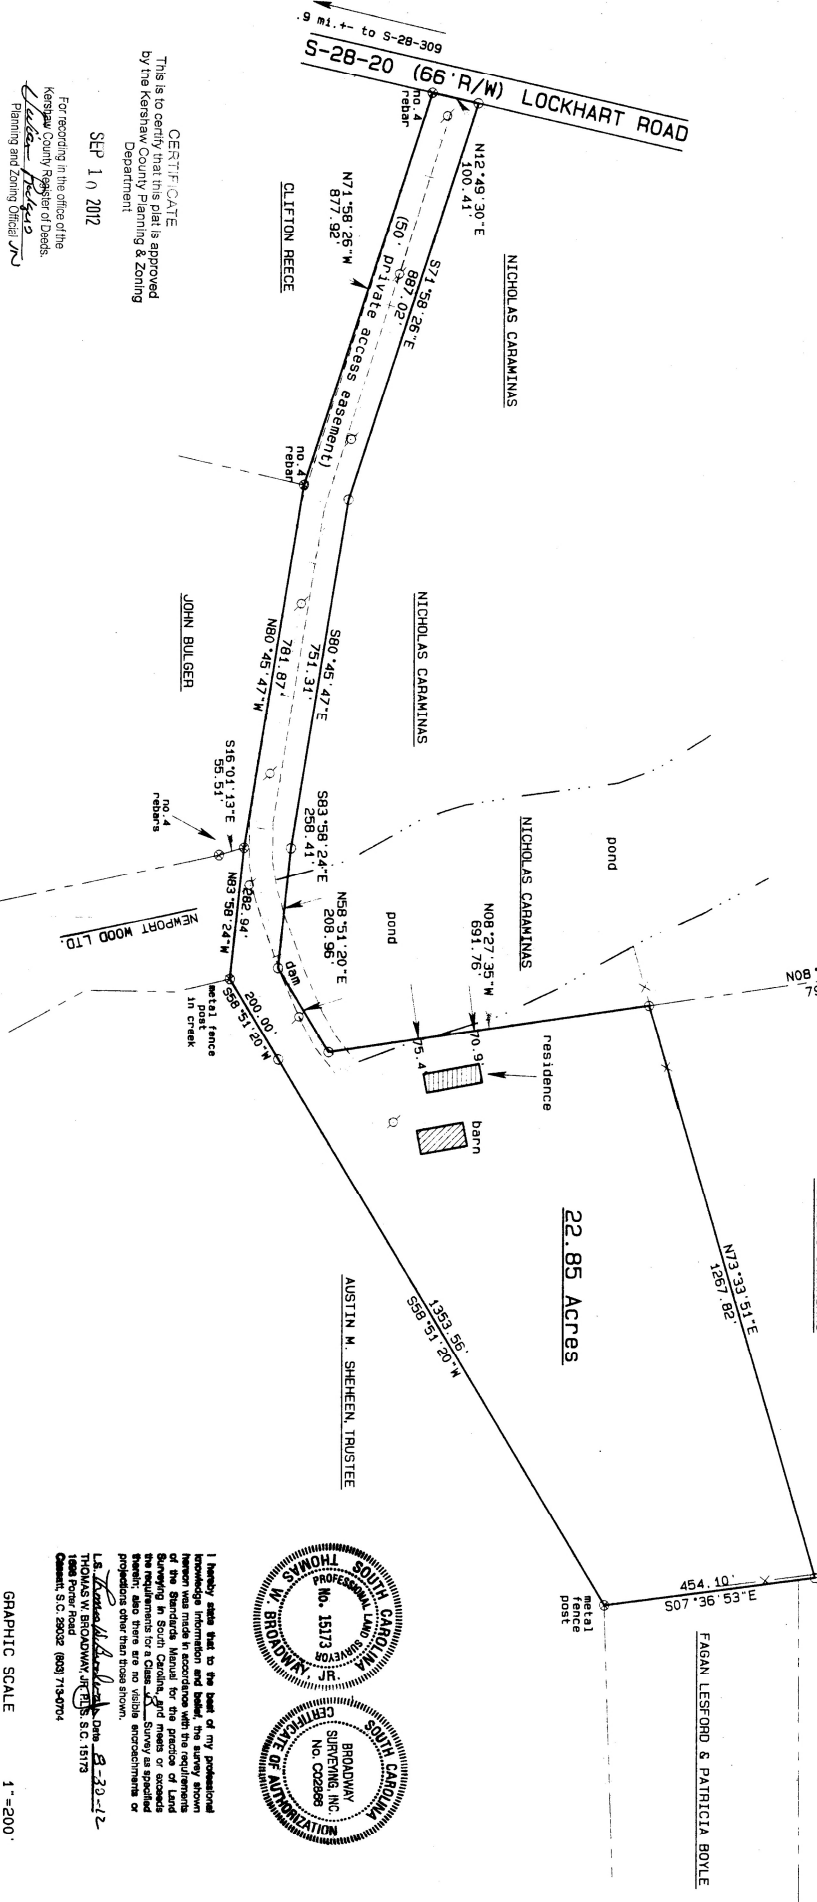 .9 mi.+- to S-28-309
S-28-20 (66'R/W) LOCKHART ROAD
no.4
rebar
N12°49'30"E
100.41'
CERTIFICATE
This is to certify that this plat is approved
by the Kershaw County Planning & Zoning
Department
SEP 10 2012
For recording in the office of the
Kershaw County Register of Deeds.
Planning and Zoning Official
N71°58'26"W
877.92'
CLIFTON REECE
S71°58'26"E
887.02'
(50' private access easement)
NICHOLAS CARAMINAS
no.4
rebar
JOHN BULGER
N80°45'47"W
781.87'
S80°45'47"E
751.31'
NICHOLAS CARAMINAS
S16°01'13"E
55.51'
no.4
rebars
S83°58'24"E
258.41'
282.94'
N83°58'24"W
NEWPORT WOOD LTD.
N58°51'20"E
208.96'
dam
pond
NICHOLAS CARAMINAS
pond
N08°27'35"W
691.76'
metal fence
post
in creek
200.00'
S58°51'20"W
75.4'
70.9'
residence
barn
N08°
79
22.85 Acres
N73°33'51"E
1267.82'
1353.56'
S58°51'20"W
AUSTIN M. SHEHEEN, TRUSTEE
454.10'
S07°36'53"E
metal
fence
post
FAGAN LESFORD & PATRICIA BOYLE
SOUTH CAROLINA
PROFESSIONAL LAND SURVEYOR
No. 15173
THOMAS W. BROADWAY, JR.
SOUTH CAROLINA
BROADWAY
SURVEYING, INC.
No. C02886
CERTIFICATE OF AUTHORIZATION
I hereby state that to the best of my professional
knowledge information and belief, the survey shown
hereon was made in accordance with the requirements
of the Standards Manual for the practice of Land
Surveying in South Carolina, and meets or exceeds
the requirements for a Class Survey as specified
therein; also there are no visible encroachments or
projections other than those shown.
L.S. Date 8-30-12
THOMAS W. BROADWAY, JR. P.L.S. S.C. 15173
1698 Porter Road
Cassatt, S.C. 29032 (803) 713-0704
GRAPHIC SCALE 1"=200'